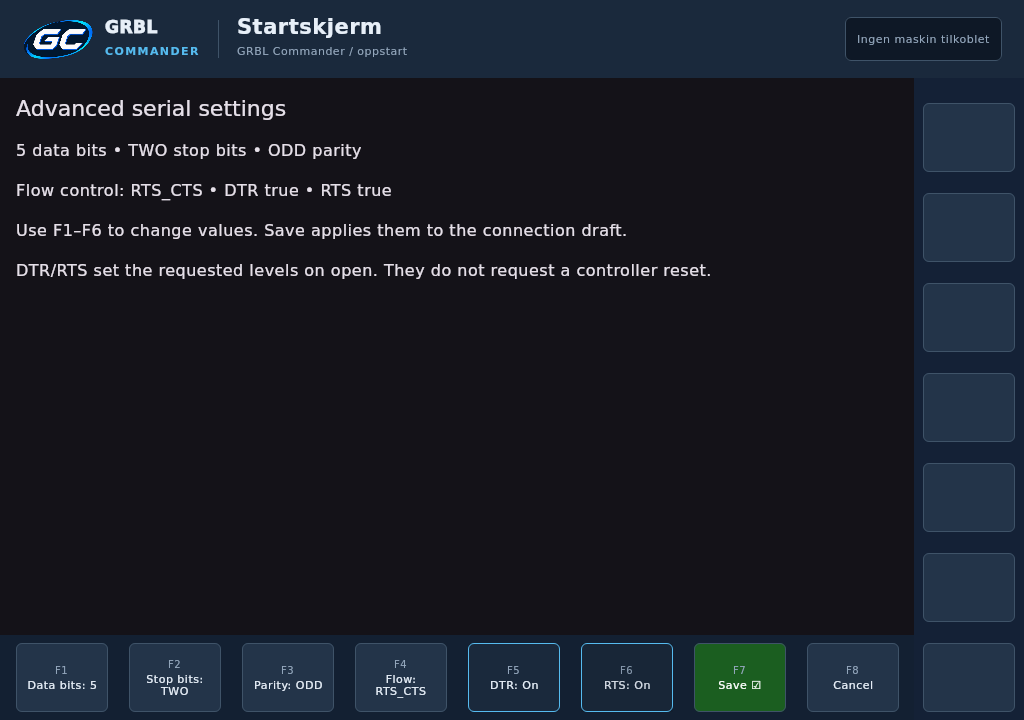 GC
GRBL
COMMANDER
Startskjerm
GRBL Commander / oppstart
Ingen maskin tilkoblet
Advanced serial settings
5 data bits • TWO stop bits • ODD parity
Flow control: RTS_CTS • DTR true • RTS true
Use F1–F6 to change values. Save applies them to the connection draft.
DTR/RTS set the requested levels on open. They do not request a controller reset.
F1
Data bits: 5
F2
Stop bits:
TWO
F3
Parity: ODD
F4
Flow:
RTS_CTS
F5
DTR: On
F6
RTS: On
F7
Save ☑
F8
Cancel